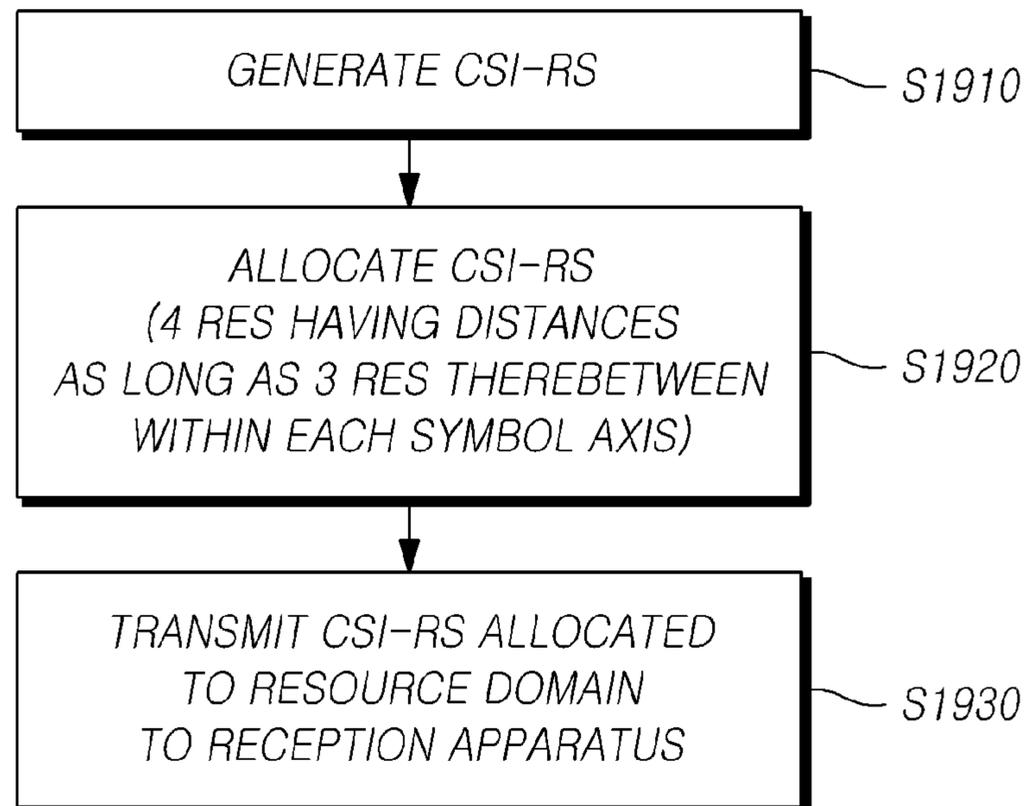 GENERATE CSI-RS
S1910
ALLOCATE CSI-RS
(4 RES HAVING DISTANCES
AS LONG AS 3 RES THEREBETWEEN
WITHIN EACH SYMBOL AXIS)
S1920
TRANSMIT CSI-RS ALLOCATED
TO RESOURCE DOMAIN
TO RECEPTION APPARATUS
S1930